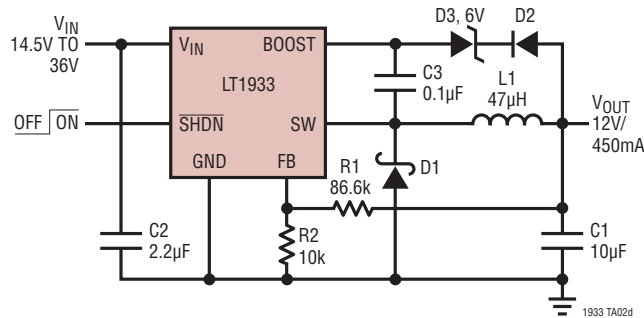 VIN
14.5V TO
36V
VIN
BOOST
LT1933
OFF ON
SHDN
SW
GND
FB
D3, 6V
D2
C3
0.1µF
L1
47µH
VOUT
12V/
450mA
R1
86.6k
D1
C2
2.2µF
R2
10k
C1
10µF
1933 TA02d